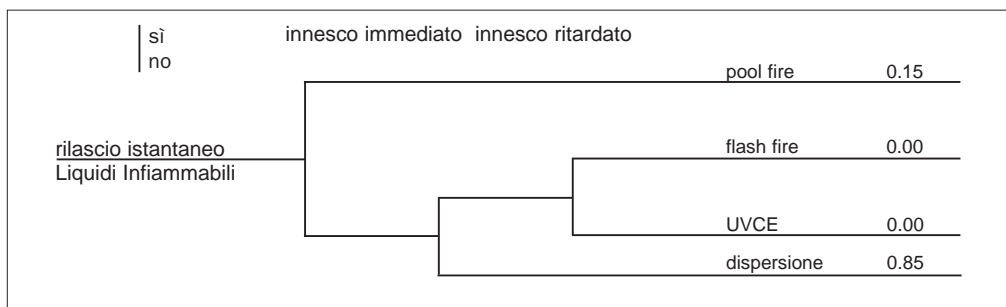 sì
no
innesco immediato innesco ritardato
pool fire 0.15
rilascio istantaneo
Liquidi Infiammabili
flash fire 0.00
UVCE 0.00
dispersione 0.85